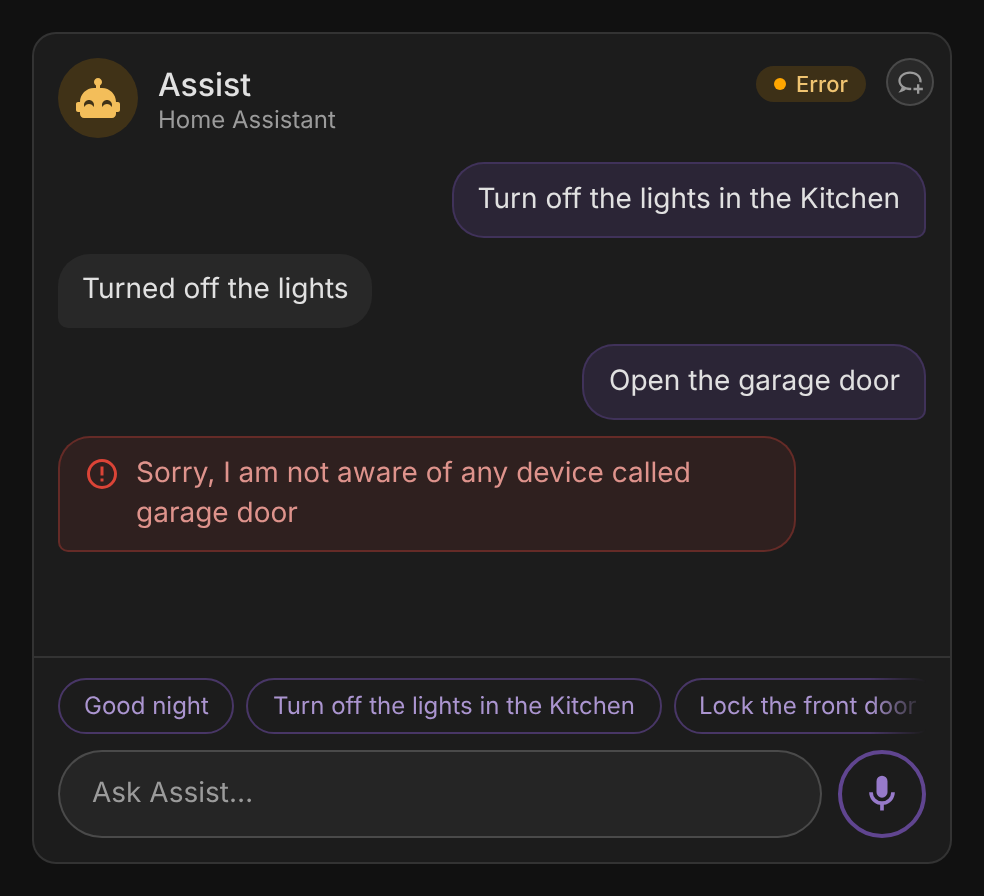 Assist
Home Assistant
Error
Turn off the lights in the Kitchen
Turned off the lights
Open the garage door
Sorry, I am not aware of any device called
garage door
Good night
Turn off the lights in the Kitchen
Lock the front door
Ask Assist...